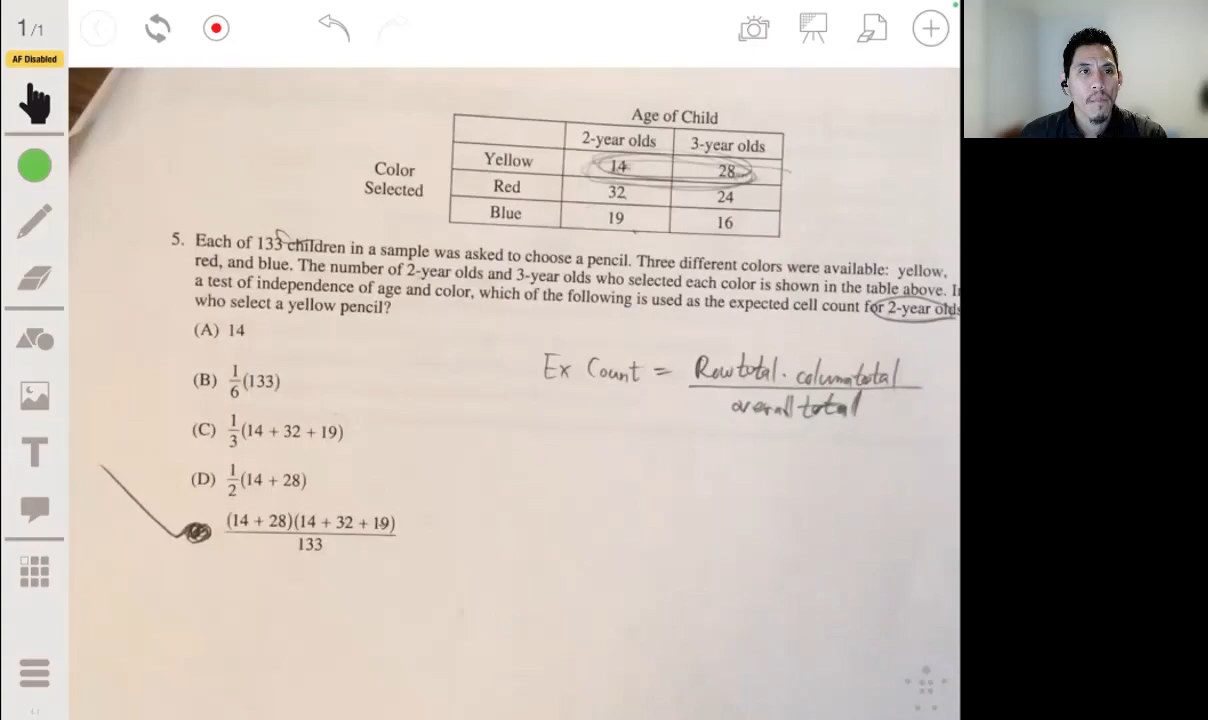 1/1
AF Disabled
Age of Child
2-year olds 3-year olds
Color Selected
Yellow 14 28
Red 32 24
Blue 19 16
5. Each of 133 children in a sample was asked to choose a pencil. Three different colors were available: yellow,
red, and blue. The number of 2-year olds and 3-year olds who selected each color is shown in the table above. I
a test of independence of age and color, which of the following is used as the expected cell count for 2-year olds
who select a yellow pencil?
(A) 14
(B) 1/6 (133)
(C) 1/3 (14 + 32 + 19)
(D) 1/2 (14 + 28)
(14 + 28)(14 + 32 + 19)
133
Ex Count = Row total · column total
overall total
T